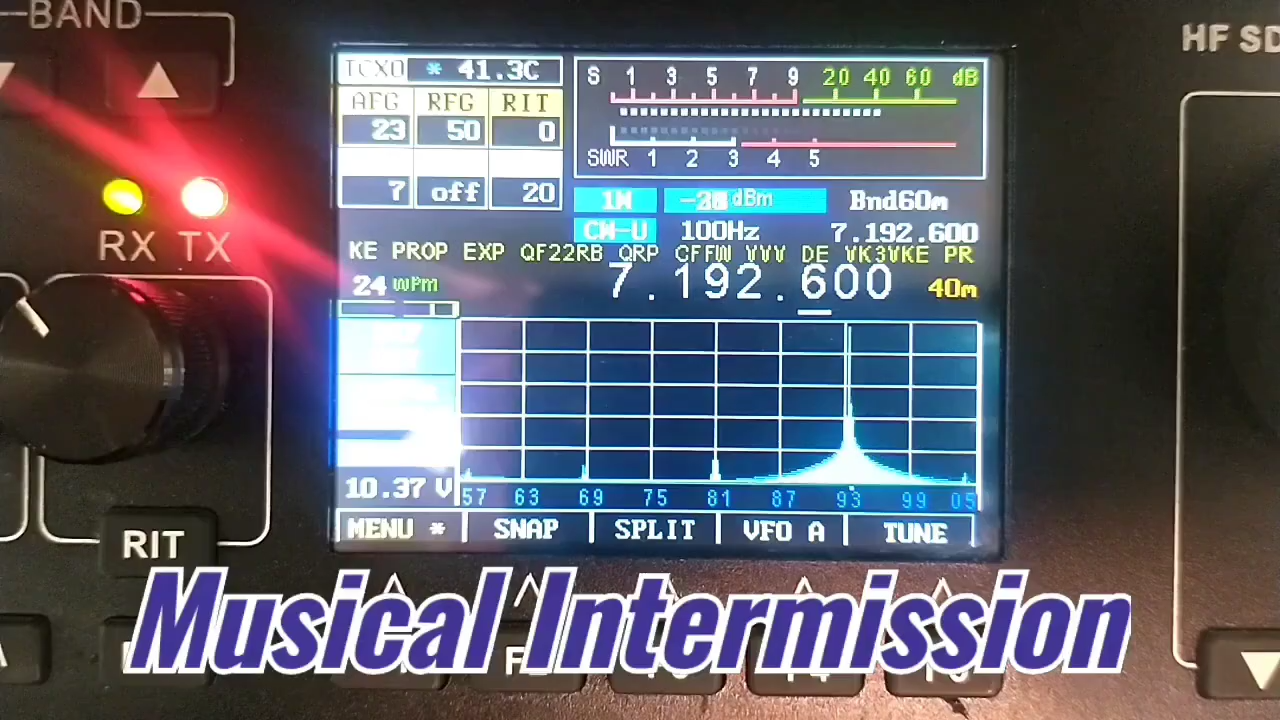 BAND
HF SD
TCXO * 41.3C
AFG RFG RIT
23 50 0
7 off 20
S 1 3 5 7 9 20 40 60 dB
SWR 1 2 3 4 5
1W dBm Bnd60m
CW-U 100Hz 7.192.600
KE PROP EXP QF22RB QRP CFFW VVV DE VK3VKE PR
24 WPM 7.192.600 40m
RX TX
10.37 V
57 63 69 75 81 87 93 99 05
MENU * SNAP SPLIT VFO A TUNE
RIT
Musical Intermission